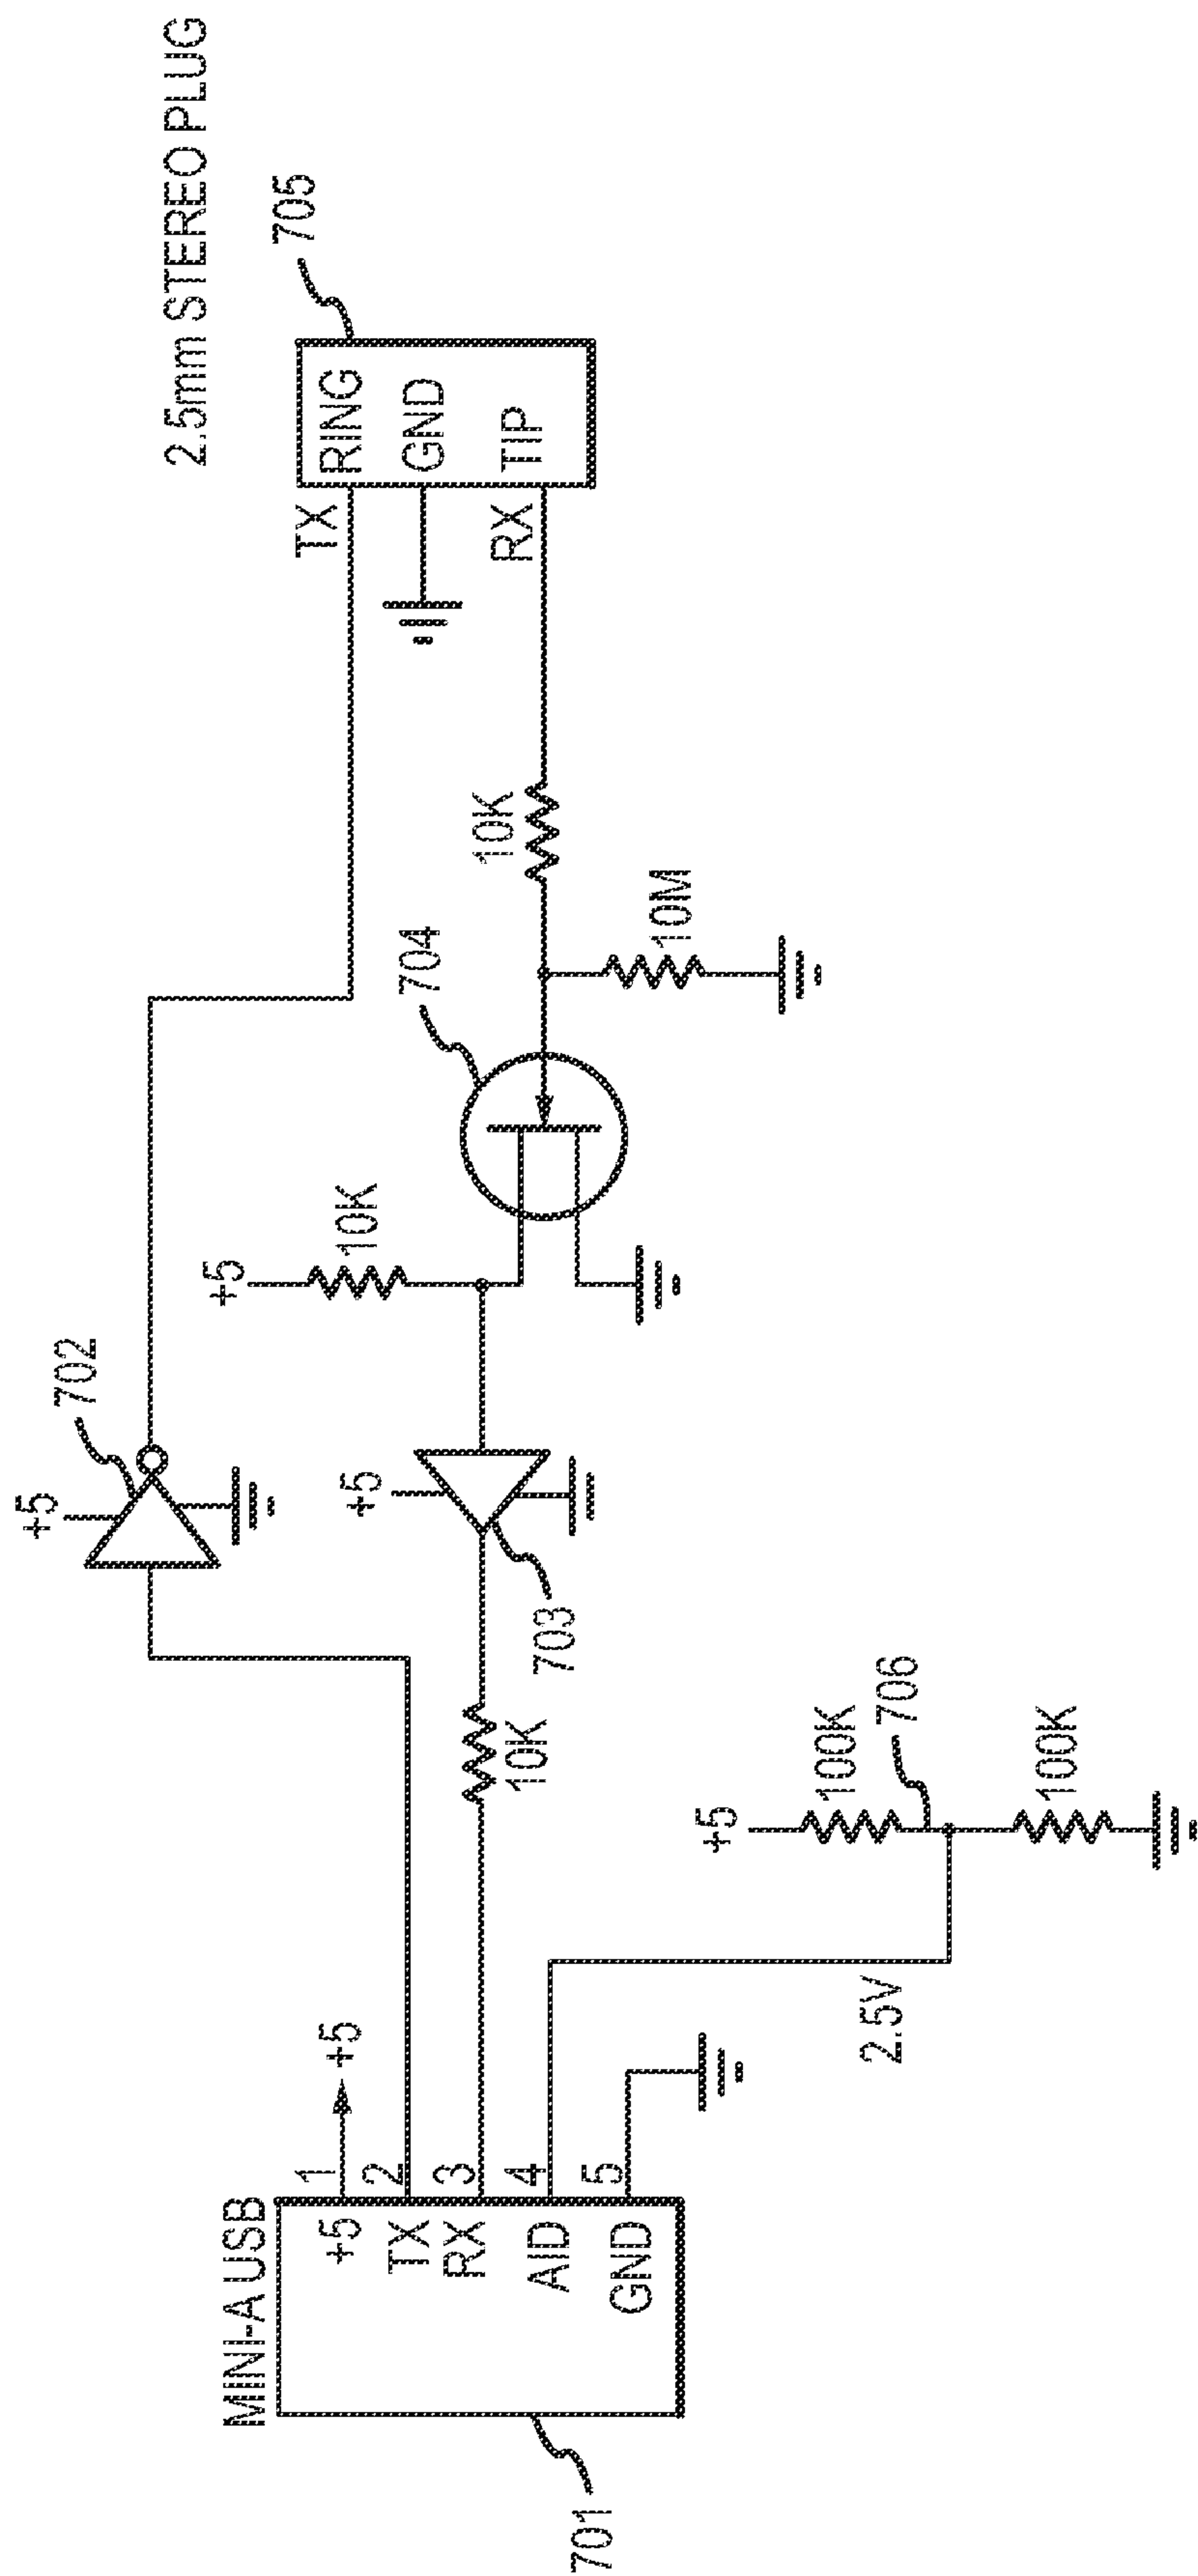 2.5mm STEREO PLUG
705
RING
GND
TIP
TX
RX
10K
10M
704
+5
10K
702
+5
+5
703
10K
MINI-A USB
701
+5
TX
RX
AID
GND
1
2
3
4
5
+5
2.5V
+5
100K
706
100K